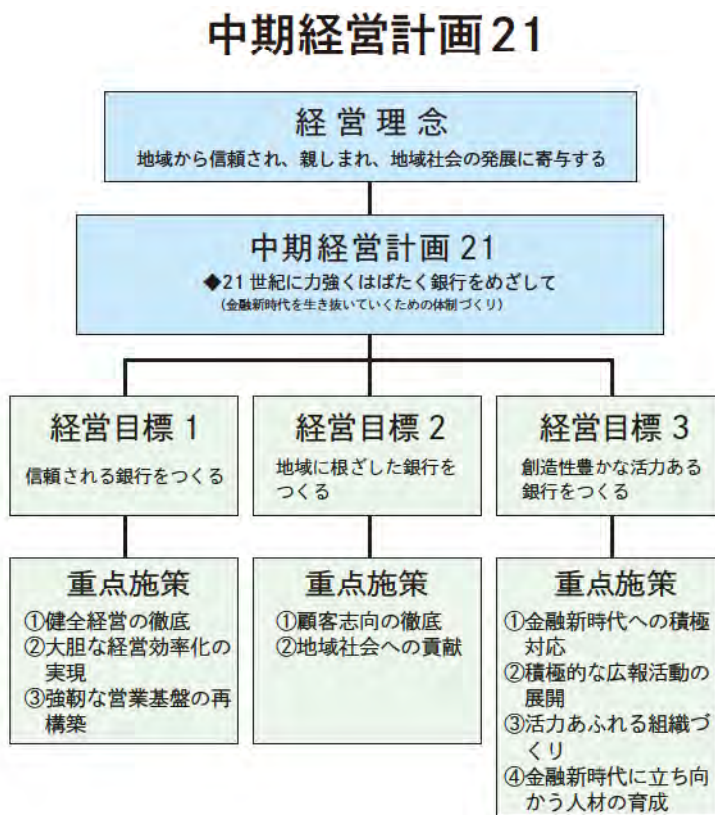 中期経営計画21
経営理念
地域から信頼され、親しまれ、地域社会の発展に寄与する
中期経営計画 21
◆21世紀に力強くはばたく銀行をめざして
(金融新時代を生き抜いていくための体制づくり)
経営目標 1
信頼される銀行をつくる
経営目標 2
地域に根ざした銀行を
つくる
経営目標 3
創造性豊かな活力ある
銀行をつくる
重点施策
①健全経営の徹底
②大胆な経営効率化の
実現
③強靭な営業基盤の再
構築
重点施策
①顧客志向の徹底
②地域社会への貢献
重点施策
①金融新時代への積極
対応
②積極的な広報活動の
展開
③活力あふれる組織づ
くり
④金融新時代に立ち向
かう人材の育成